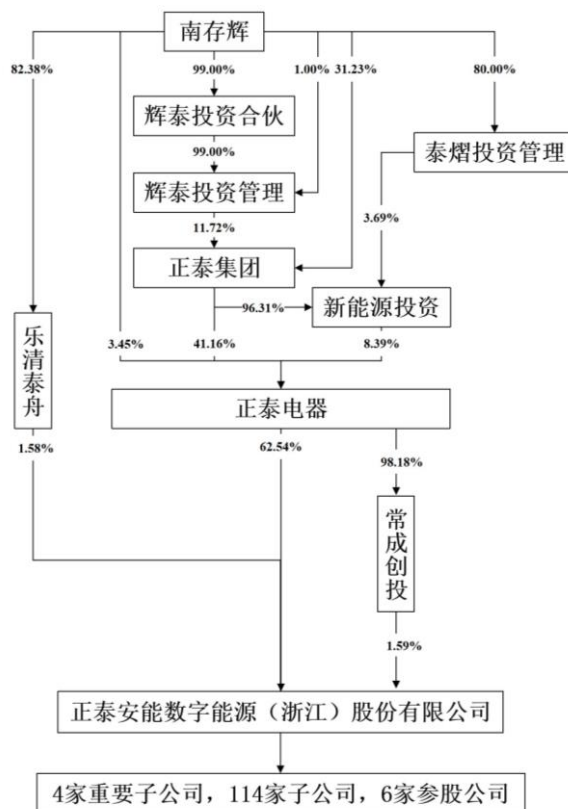 南存辉
82.38%
99.00%
1.00%
31.23%
80.00%
辉泰投资合伙
泰熠投资管理
99.00%
辉泰投资管理
11.72%
3.69%
正泰集团
96.31%
新能源投资
乐清泰舟
3.45%
41.16%
8.39%
正泰电器
1.58%
62.54%
98.18%
常成创投
1.59%
正泰安能数字能源（浙江）股份有限公司
4家重要子公司，114家子公司，6家参股公司